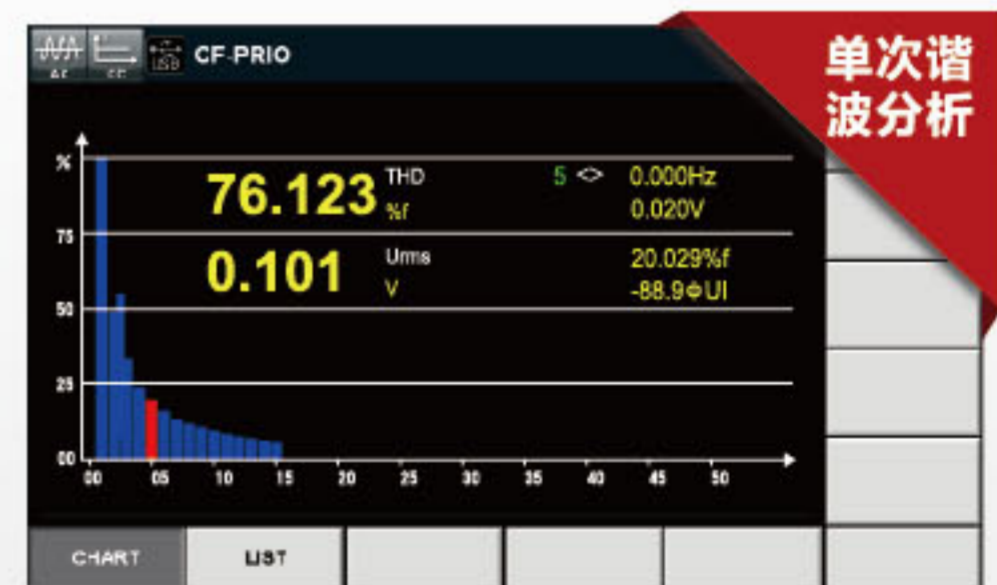 单次谐
波分析
USB
CF-PRIO
%
76.123 THD
%f
5 <> 0.000Hz
0.020V
75
0.101 Urms
V
20.029%f
-88.9ΦUI
50
25
00
00 05 10 15 20 25 30 35 40 45 50
CHART LIST